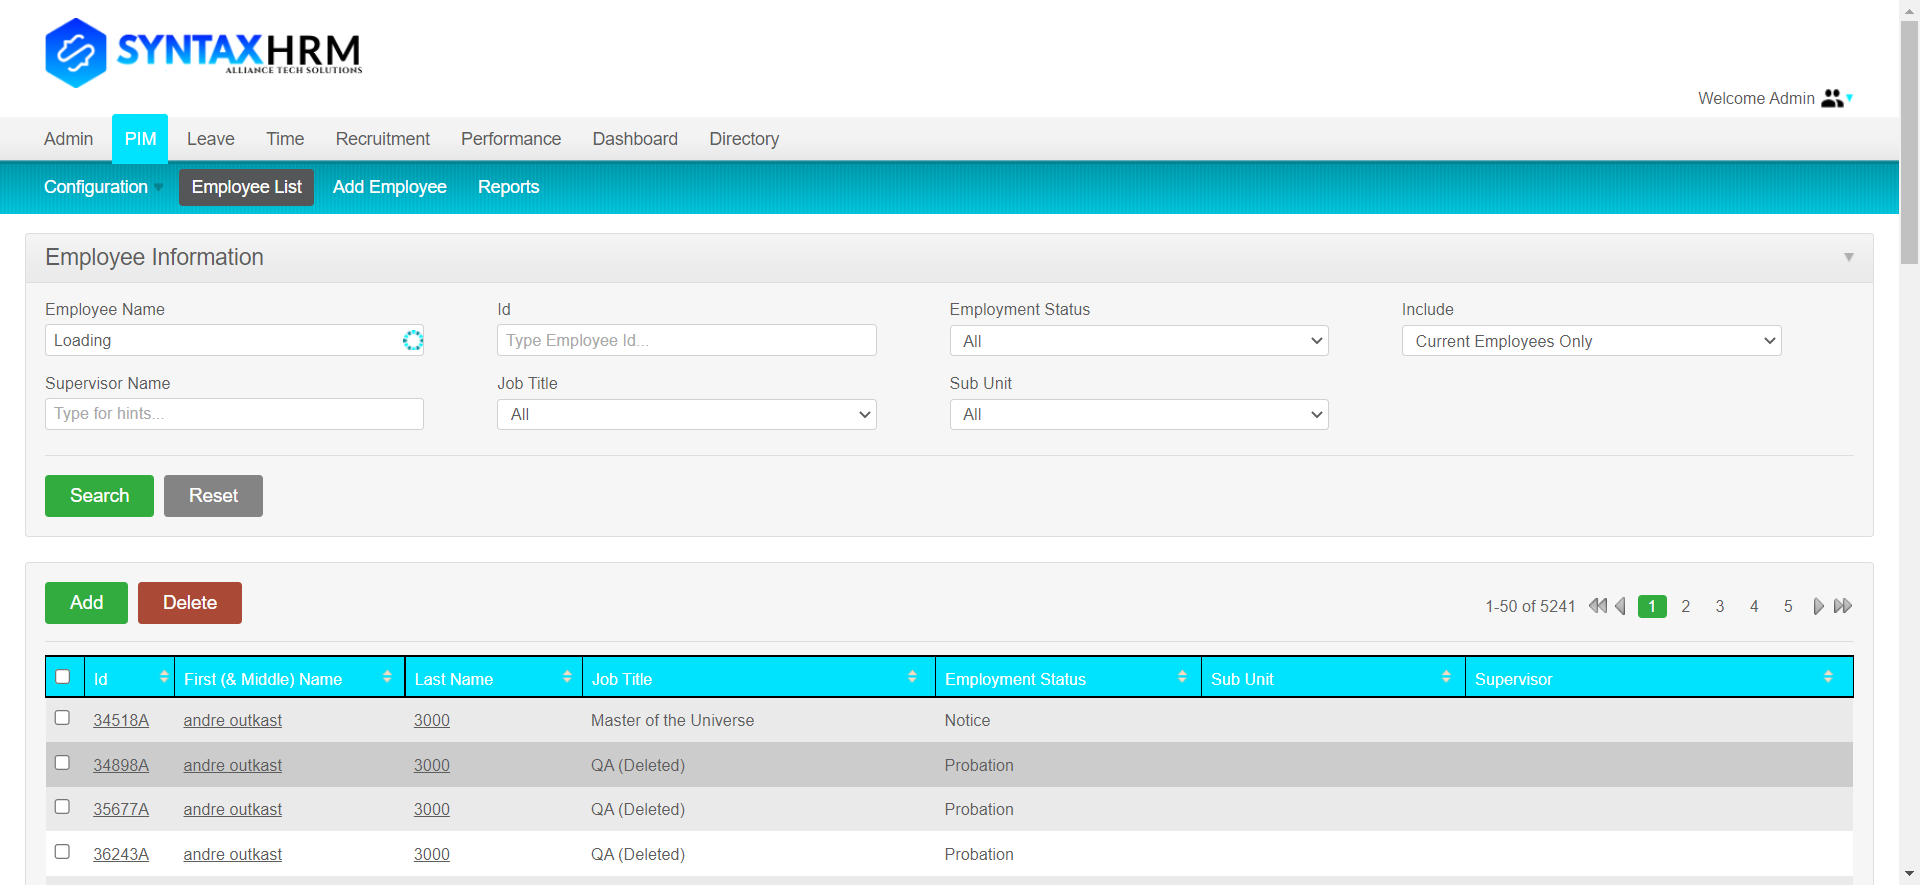 SYNTAXHRM
ALLIANCE TECH SOLUTIONS
Welcome Admin
Admin PIM Leave Time Recruitment Performance Dashboard Directory
Configuration Employee List Add Employee Reports
Employee Information
Employee Name Id Employment Status Include
Loading Type Employee Id... All Current Employees Only
Supervisor Name Job Title Sub Unit
Type for hints... All All
Search Reset
Add Delete 1-50 of 5241 1 2 3 4 5
Id First (& Middle) Name Last Name Job Title Employment Status Sub Unit Supervisor
34518A andre outkast 3000 Master of the Universe Notice
34898A andre outkast 3000 QA (Deleted) Probation
35677A andre outkast 3000 QA (Deleted) Probation
36243A andre outkast 3000 QA (Deleted) Probation